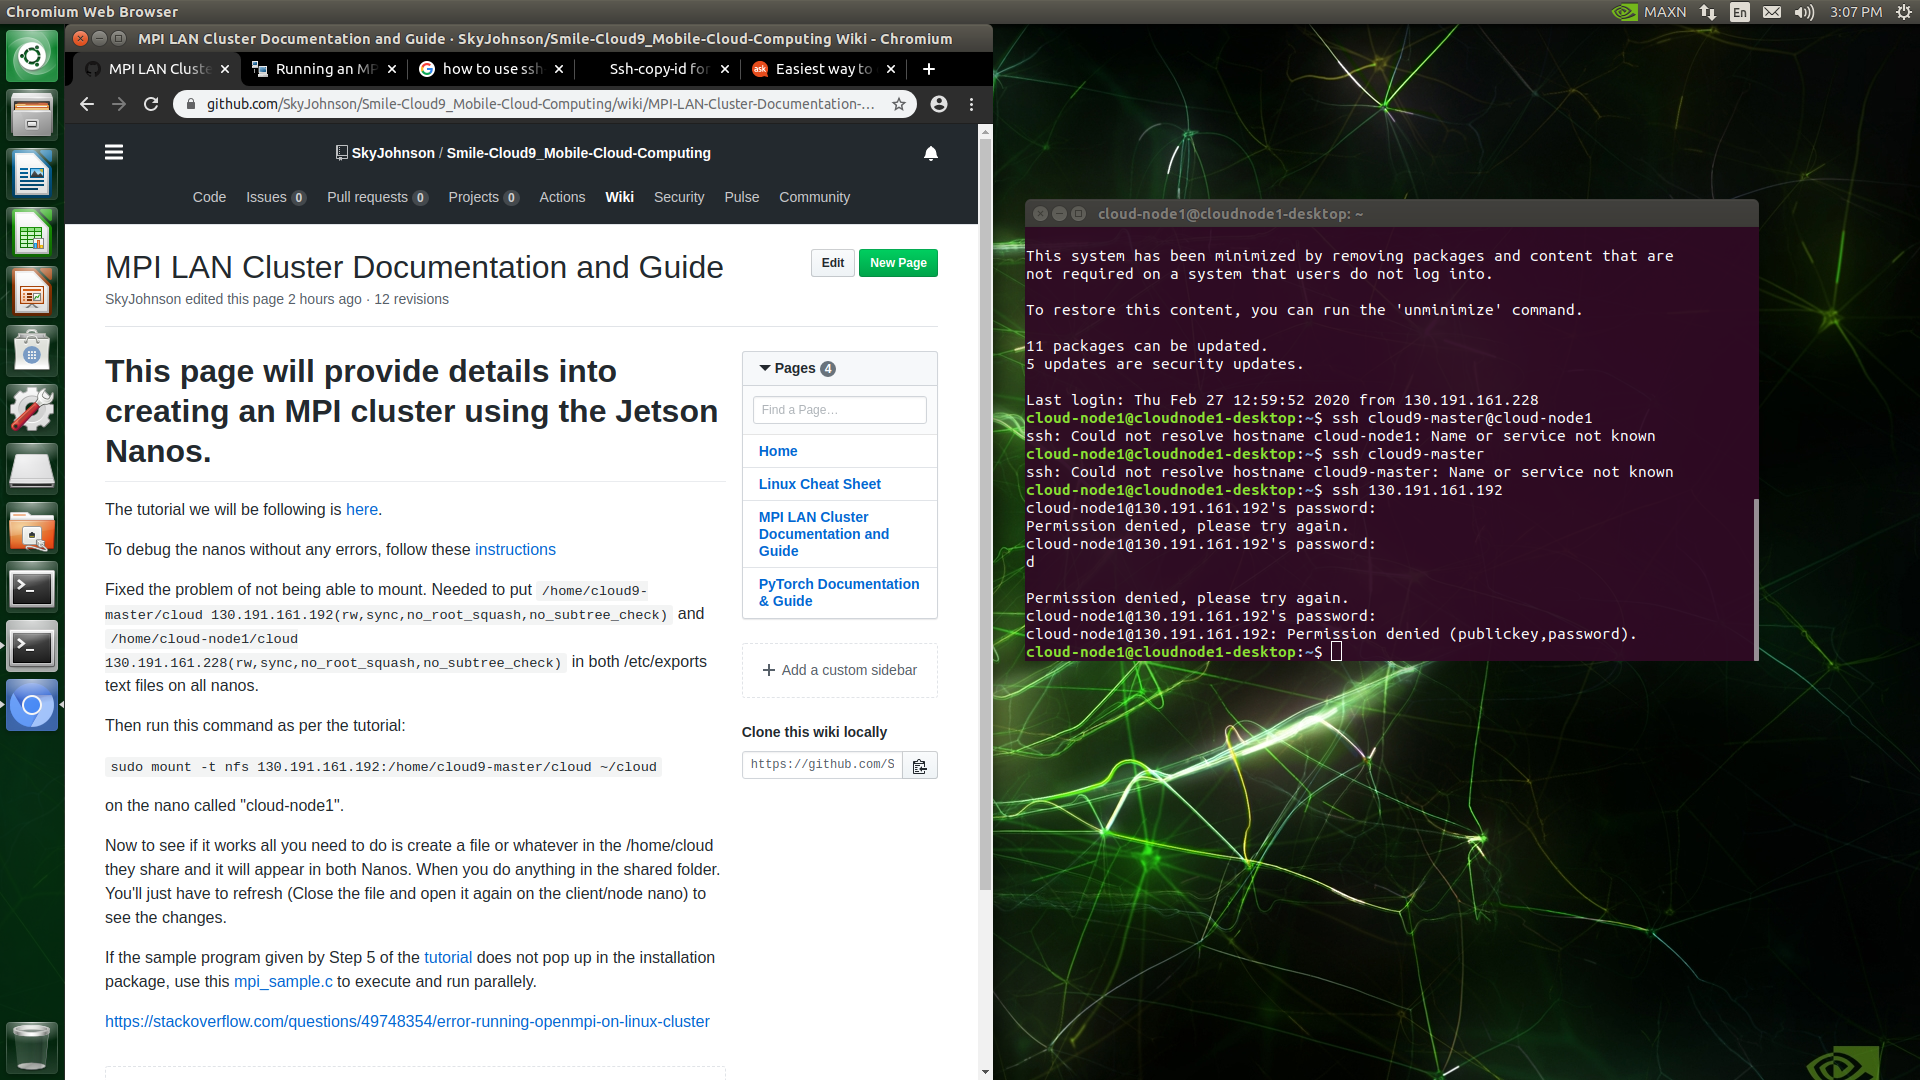 Chromium Web Browser
MAXN
En
3:07 PM
MPI LAN Cluster Documentation and Guide · SkyJohnson/Smile-Cloud9_Mobile-Cloud-Computing Wiki - Chromium
MPI LAN Cluste
Running an MP
how to use ssh
Ssh-copy-id for
ask
Easiest way to
github.com/SkyJohnson/Smile-Cloud9_Mobile-Cloud-Computing/wiki/MPI-LAN-Cluster-Documentation-...
SkyJohnson / Smile-Cloud9_Mobile-Cloud-Computing
Code Issues 0 Pull requests 0 Projects 0 Actions Wiki Security Pulse Community
MPI LAN Cluster Documentation and Guide
Edit
New Page
SkyJohnson edited this page 2 hours ago · 12 revisions
This page will provide details into
creating an MPI cluster using the Jetson
Nanos.
The tutorial we will be following is here.
To debug the nanos without any errors, follow these instructions
Fixed the problem of not being able to mount. Needed to put /home/cloud9-
master/cloud 130.191.161.192(rw,sync,no_root_squash,no_subtree_check) and
/home/cloud-node1/cloud
130.191.161.228(rw,sync,no_root_squash,no_subtree_check) in both /etc/exports
text files on all nanos.
Then run this command as per the tutorial:
sudo mount -t nfs 130.191.161.192:/home/cloud9-master/cloud ~/cloud
on the nano called "cloud-node1".
Now to see if it works all you need to do is create a file or whatever in the /home/cloud
they share and it will appear in both Nanos. When you do anything in the shared folder.
You'll just have to refresh (Close the file and open it again on the client/node nano) to
see the changes.
If the sample program given by Step 5 of the tutorial does not pop up in the installation
package, use this mpi_sample.c to execute and run parallely.
https://stackoverflow.com/questions/49748354/error-running-openmpi-on-linux-cluster
Pages 4
Find a Page…
Home
Linux Cheat Sheet
MPI LAN Cluster
Documentation and
Guide
PyTorch Documentation
& Guide
Add a custom sidebar
Clone this wiki locally
https://github.com/S
cloud-node1@cloudnode1-desktop: ~
This system has been minimized by removing packages and content that are
not required on a system that users do not log into.
To restore this content, you can run the 'unminimize' command.
11 packages can be updated.
5 updates are security updates.
Last login: Thu Feb 27 12:59:52 2020 from 130.191.161.228
cloud-node1@cloudnode1-desktop:~$ ssh cloud9-master@cloud-node1
ssh: Could not resolve hostname cloud-node1: Name or service not known
cloud-node1@cloudnode1-desktop:~$ ssh cloud9-master
ssh: Could not resolve hostname cloud9-master: Name or service not known
cloud-node1@cloudnode1-desktop:~$ ssh 130.191.161.192
cloud-node1@130.191.161.192's password:
Permission denied, please try again.
cloud-node1@130.191.161.192's password:
d
Permission denied, please try again.
cloud-node1@130.191.161.192's password:
cloud-node1@130.191.161.192: Permission denied (publickey,password).
cloud-node1@cloudnode1-desktop:~$